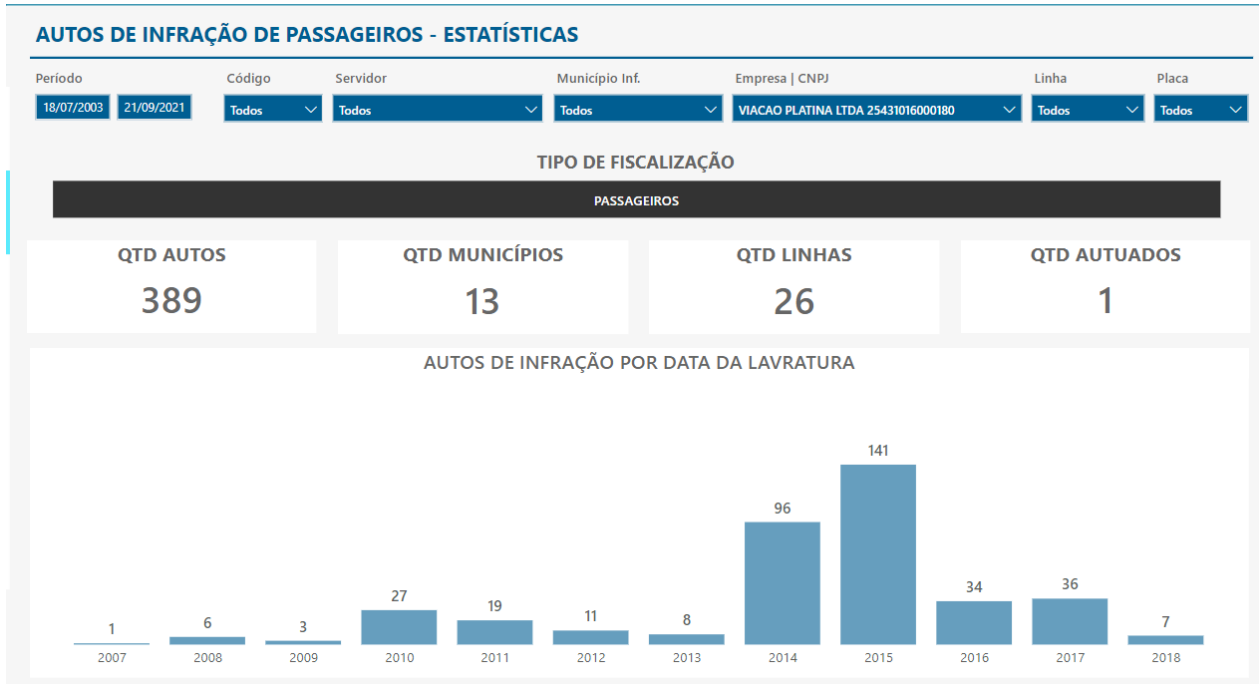 AUTOS DE INFRAÇÃO DE PASSAGEIROS - ESTATÍSTICAS
Período Código Servidor Município Inf. Empresa | CNPJ Linha Placa
18/07/2003 21/09/2021 Todos Todos Todos VIACAO PLATINA LTDA 25431016000180 Todos Todos
TIPO DE FISCALIZAÇÃO
PASSAGEIROS
QTD AUTOS QTD MUNICÍPIOS QTD LINHAS QTD AUTUADOS
389 13 26 1
AUTOS DE INFRAÇÃO POR DATA DA LAVRATURA
1 6 3 27 19 11 8 96 141 34 36 7
2007 2008 2009 2010 2011 2012 2013 2014 2015 2016 2017 2018